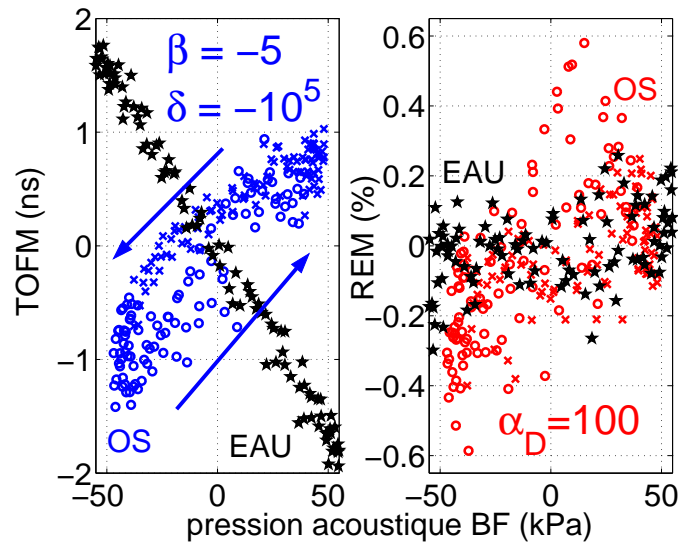 TOFM (ns)
2
1
0
−1
−2
β = −5
δ = −10⁵
OS
EAU
−50
0
50
REM (%)
0.6
0.4
0.2
0
−0.2
−0.4
−0.6
OS
EAU
α_D=100
−50
0
50
pression acoustique BF (kPa)